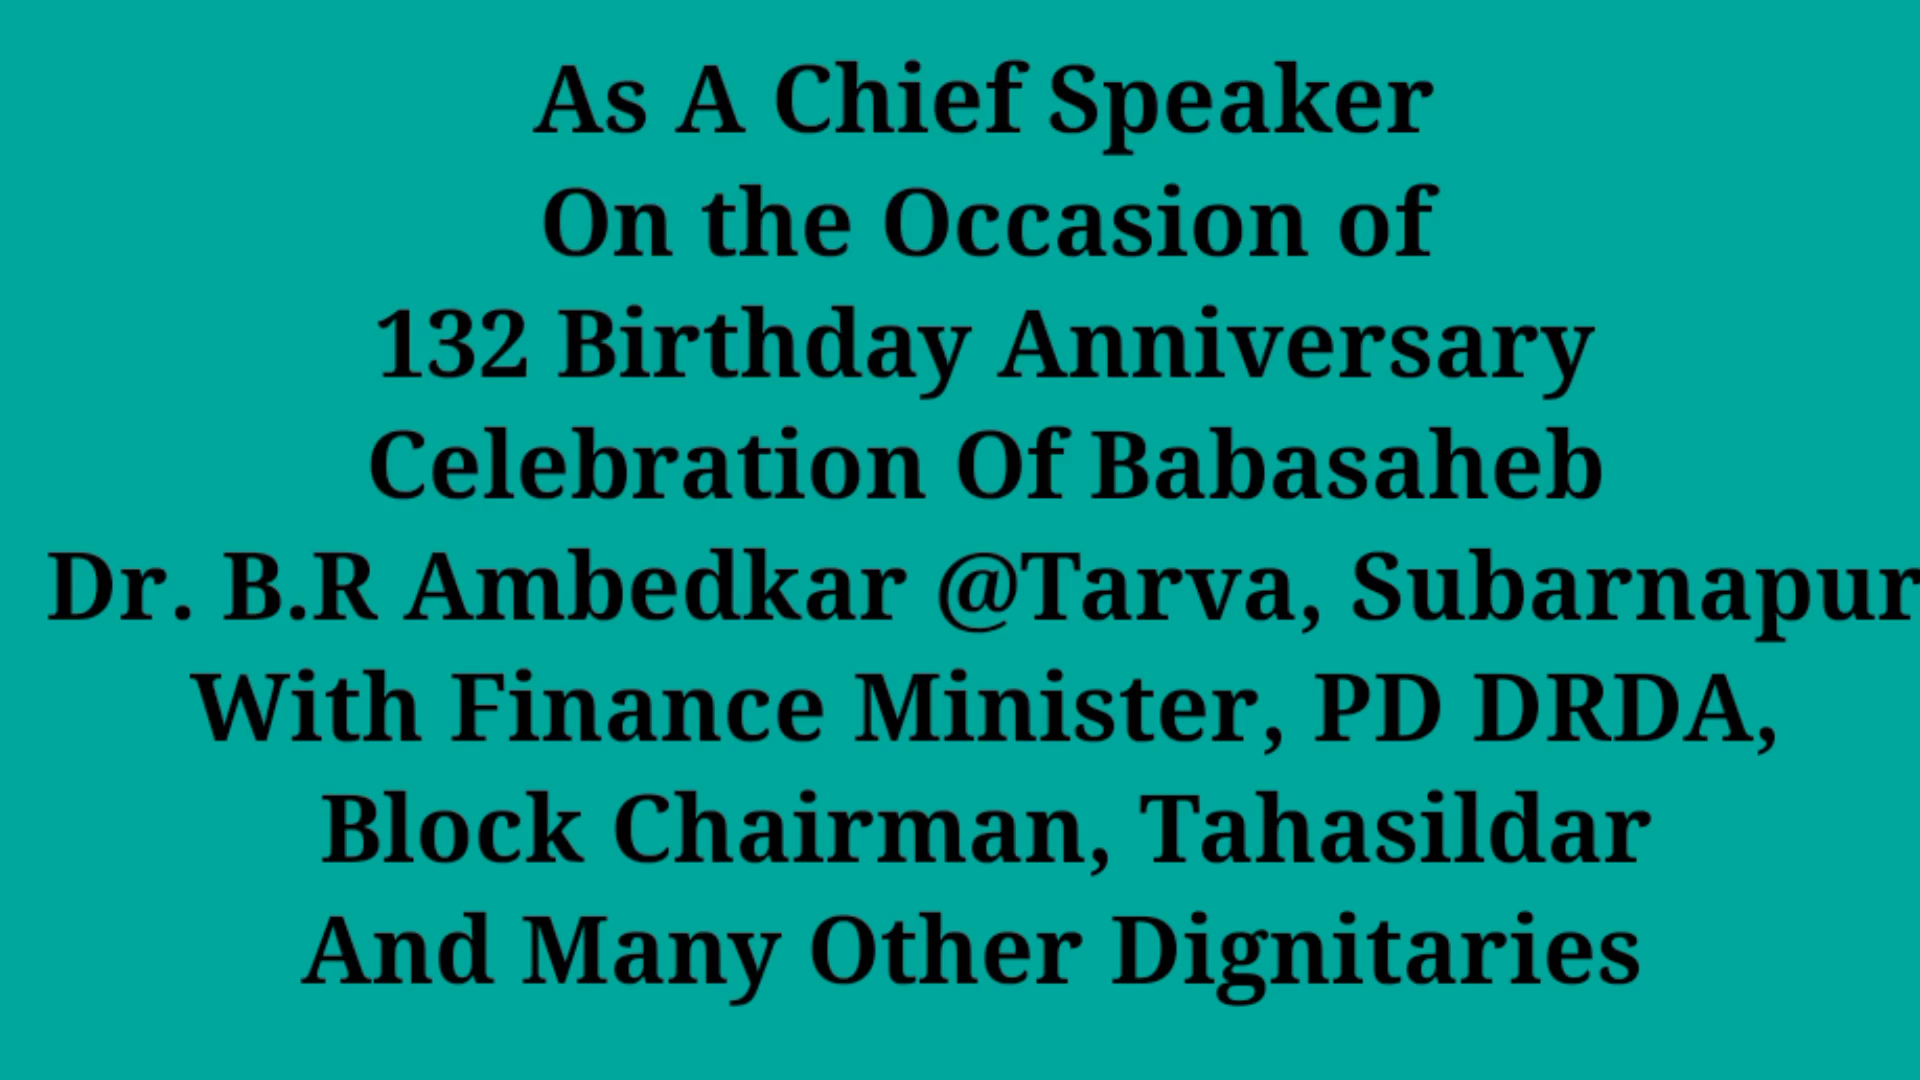 As A Chief Speaker
On the Occasion of
132 Birthday Anniversary
Celebration Of Babasaheb
Dr. B.R Ambedkar @Tarva, Subarnapur
With Finance Minister, PD DRDA,
Block Chairman, Tahasildar
And Many Other Dignitaries